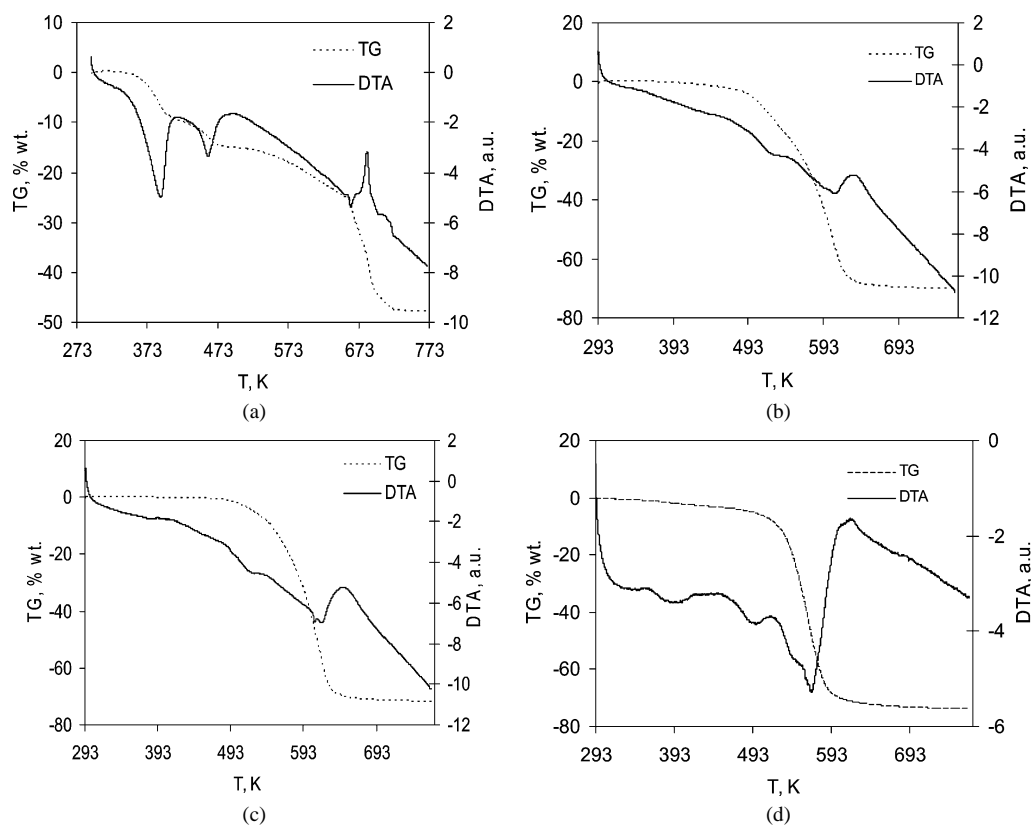 10
0
-10
-20
-30
-40
-50
TG, % wt.
2
0
-2
-4
-6
-8
-10
DTA, a.u.
TG
DTA
273 373 473 573 673 773
T, K
(a)
20
0
-20
-40
-60
-80
TG, % wt.
2
0
-2
-4
-6
-8
-10
-12
DTA, a.u.
TG
DTA
293 393 493 593 693
T, K
(b)
20
0
-20
-40
-60
-80
TG, % wt.
2
0
-2
-4
-6
-8
-10
-12
DTA, a.u.
TG
DTA
293 393 493 593 693
T, K
(c)
20
0
-20
-40
-60
-80
TG, % wt.
0
-2
-4
-6
DTA, a.u.
TG
DTA
293 393 493 593 693
T, K
(d)